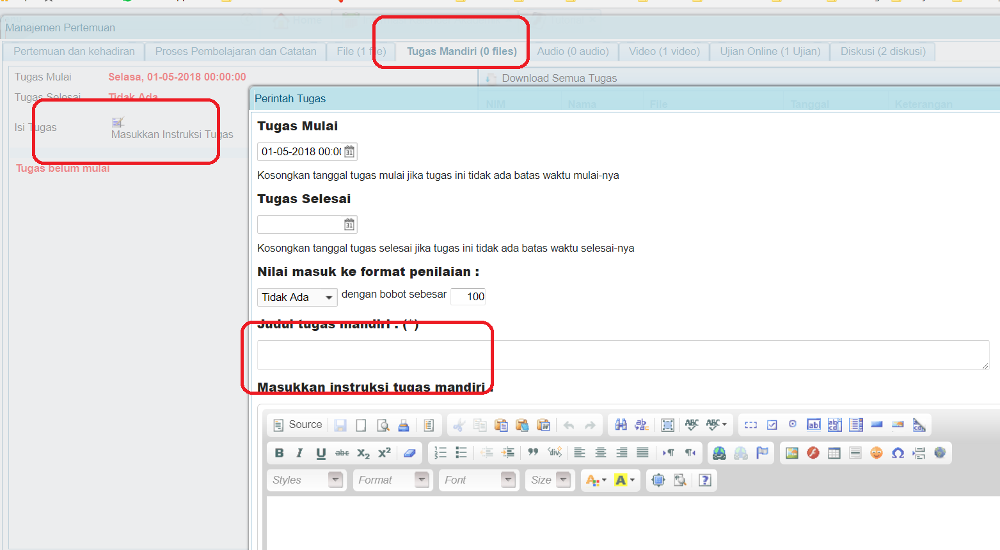 Manajemen Pertemuan
Pertemuan dan kehadiran
Proses Pembelajaran dan Catatan
File (1 file)
Tugas Mandiri (0 files)
Audio (0 audio)
Video (1 video)
Ujian Online (1 Ujian)
Diskusi (2 diskusi)
Tugas Mulai Selasa, 01-05-2018 00:00:00
Tugas Selesai Tidak Ada
Isi Tugas
Masukkan Instruksi Tugas
Tugas belum mulai
Download Semua Tugas
NIM Nama File Tanggal Keterangan
Perintah Tugas
Tugas Mulai
01-05-2018 00:0
Kosongkan tanggal tugas mulai jika tugas ini tidak ada batas waktu mulai-nya
Tugas Selesai
Kosongkan tanggal tugas selesai jika tugas ini tidak ada batas waktu selesai-nya
Nilai masuk ke format penilaian :
Tidak Ada dengan bobot sebesar 100
Judul tugas mandiri : (*)
Masukkan instruksi tugas mandiri :
Source
Styles Format Font Size